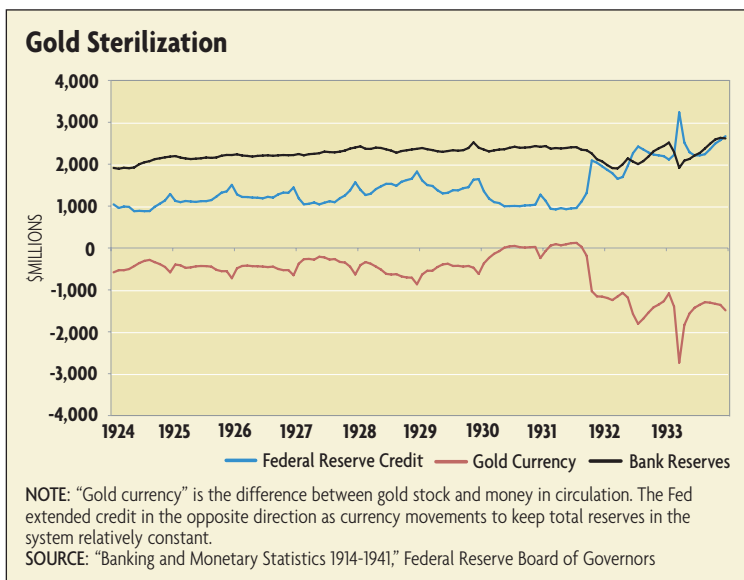 Gold Sterilization
4,000
3,000
2,000
1,000
0
-1,000
-2,000
-3,000
-4,000
$MILLIONS
1924 1925 1926 1927 1928 1929 1930 1931 1932 1933
Federal Reserve Credit Gold Currency Bank Reserves
NOTE: “Gold currency” is the difference between gold stock and money in circulation. The Fed
extended credit in the opposite direction as currency movements to keep total reserves in the
system relatively constant.
SOURCE: “Banking and Monetary Statistics 1914-1941,” Federal Reserve Board of Governors